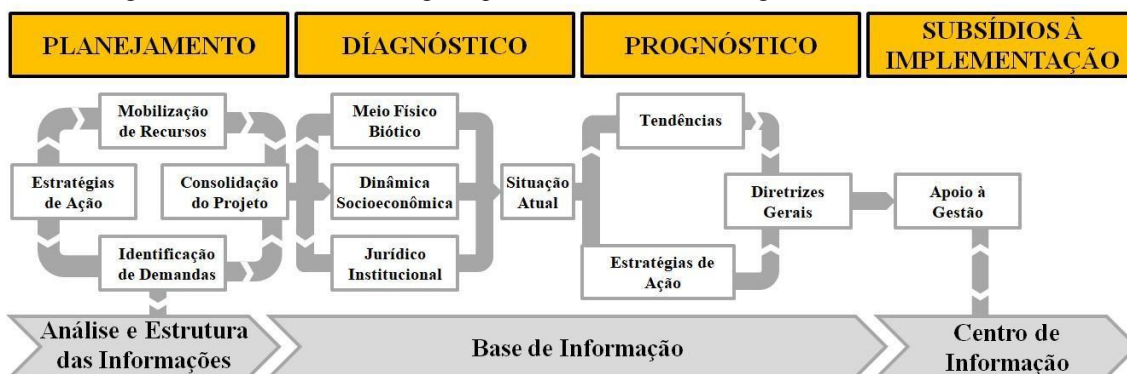 PLANEJAMENTO
DÍAGNÓSTICO
PROGNÓSTICO
SUBSÍDIOS À
IMPLEMENTAÇÃO
Mobilização
de Recursos
Estratégias
de Ação
Consolidação
do Projeto
Identificação
de Demandas
Meio Físico
Biótico
Dinâmica
Socioeconômica
Jurídico
Institucional
Situação
Atual
Tendências
Estratégias de
Ação
Diretrizes
Gerais
Apoio à
Gestão
Análise e Estrutura
das Informações
Base de Informação
Centro de
Informação